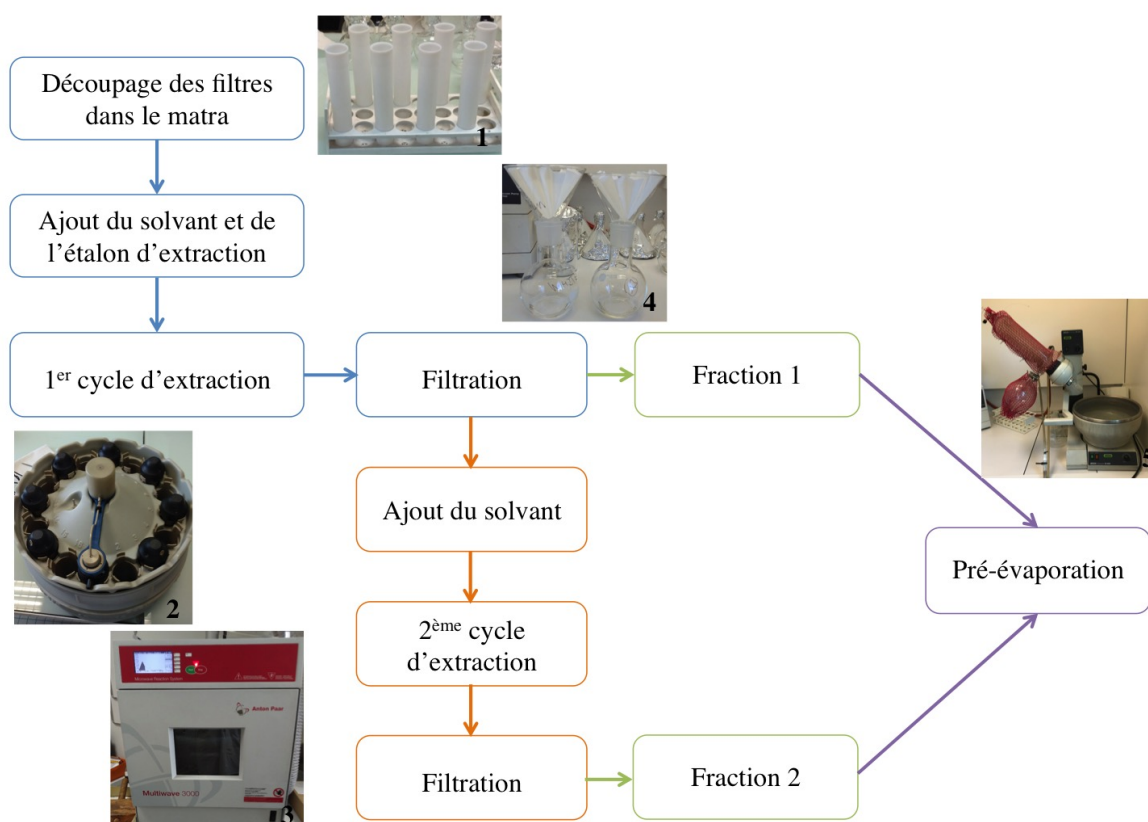 Découpage des filtres
dans le matra
1
Ajout du solvant et de
l’étalon d’extraction
4
1er cycle d’extraction
Filtration
Fraction 1
5
2
Ajout du solvant
Pré-évaporation
2ème cycle
d’extraction
Anton Paar
Multiwave 3000
3
Filtration
Fraction 2